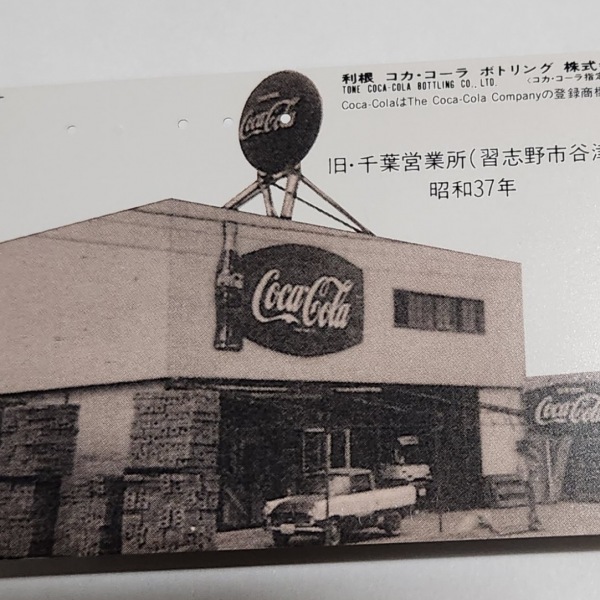 利根 コカ・コーラ ボトリング 株式
TONE COCA-COLA BOTTLING CO., LTD.
〈コカ・コーラ指定
Coca-ColaはThe Coca-Cola Companyの登録商標
旧・千葉営業所(習志野市谷津
昭和37年
Coca-Cola
Coca-Cola
Coca-Cola